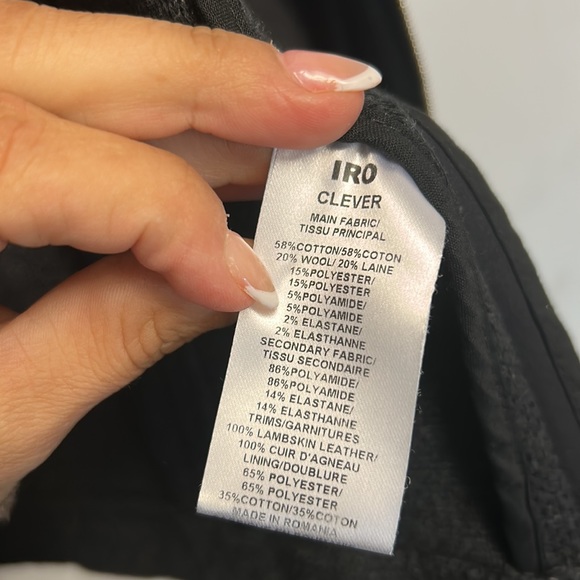 IRO
CLEVER
MAIN FABRIC/
TISSU PRINCIPAL
58%COTTON/58%COTON
20% WOOL/ 20% LAINE
15%POLYESTER/
15%POLYESTER
5%POLYAMIDE/
5%POLYAMIDE
2% ELASTANE/
2% ELASTHANNE
SECONDARY FABRIC/
TISSU SECONDAIRE
86%POLYAMIDE/
86%POLYAMIDE
14% ELASTANE/
14% ELASTHANNE
TRIMS/GARNITURES
100% LAMBSKIN LEATHER/
100% CUIR D'AGNEAU
LINING/DOUBLURE
65% POLYESTER/
65% POLYESTER
35%COTTON/35%COTON
MADE IN ROMANIA